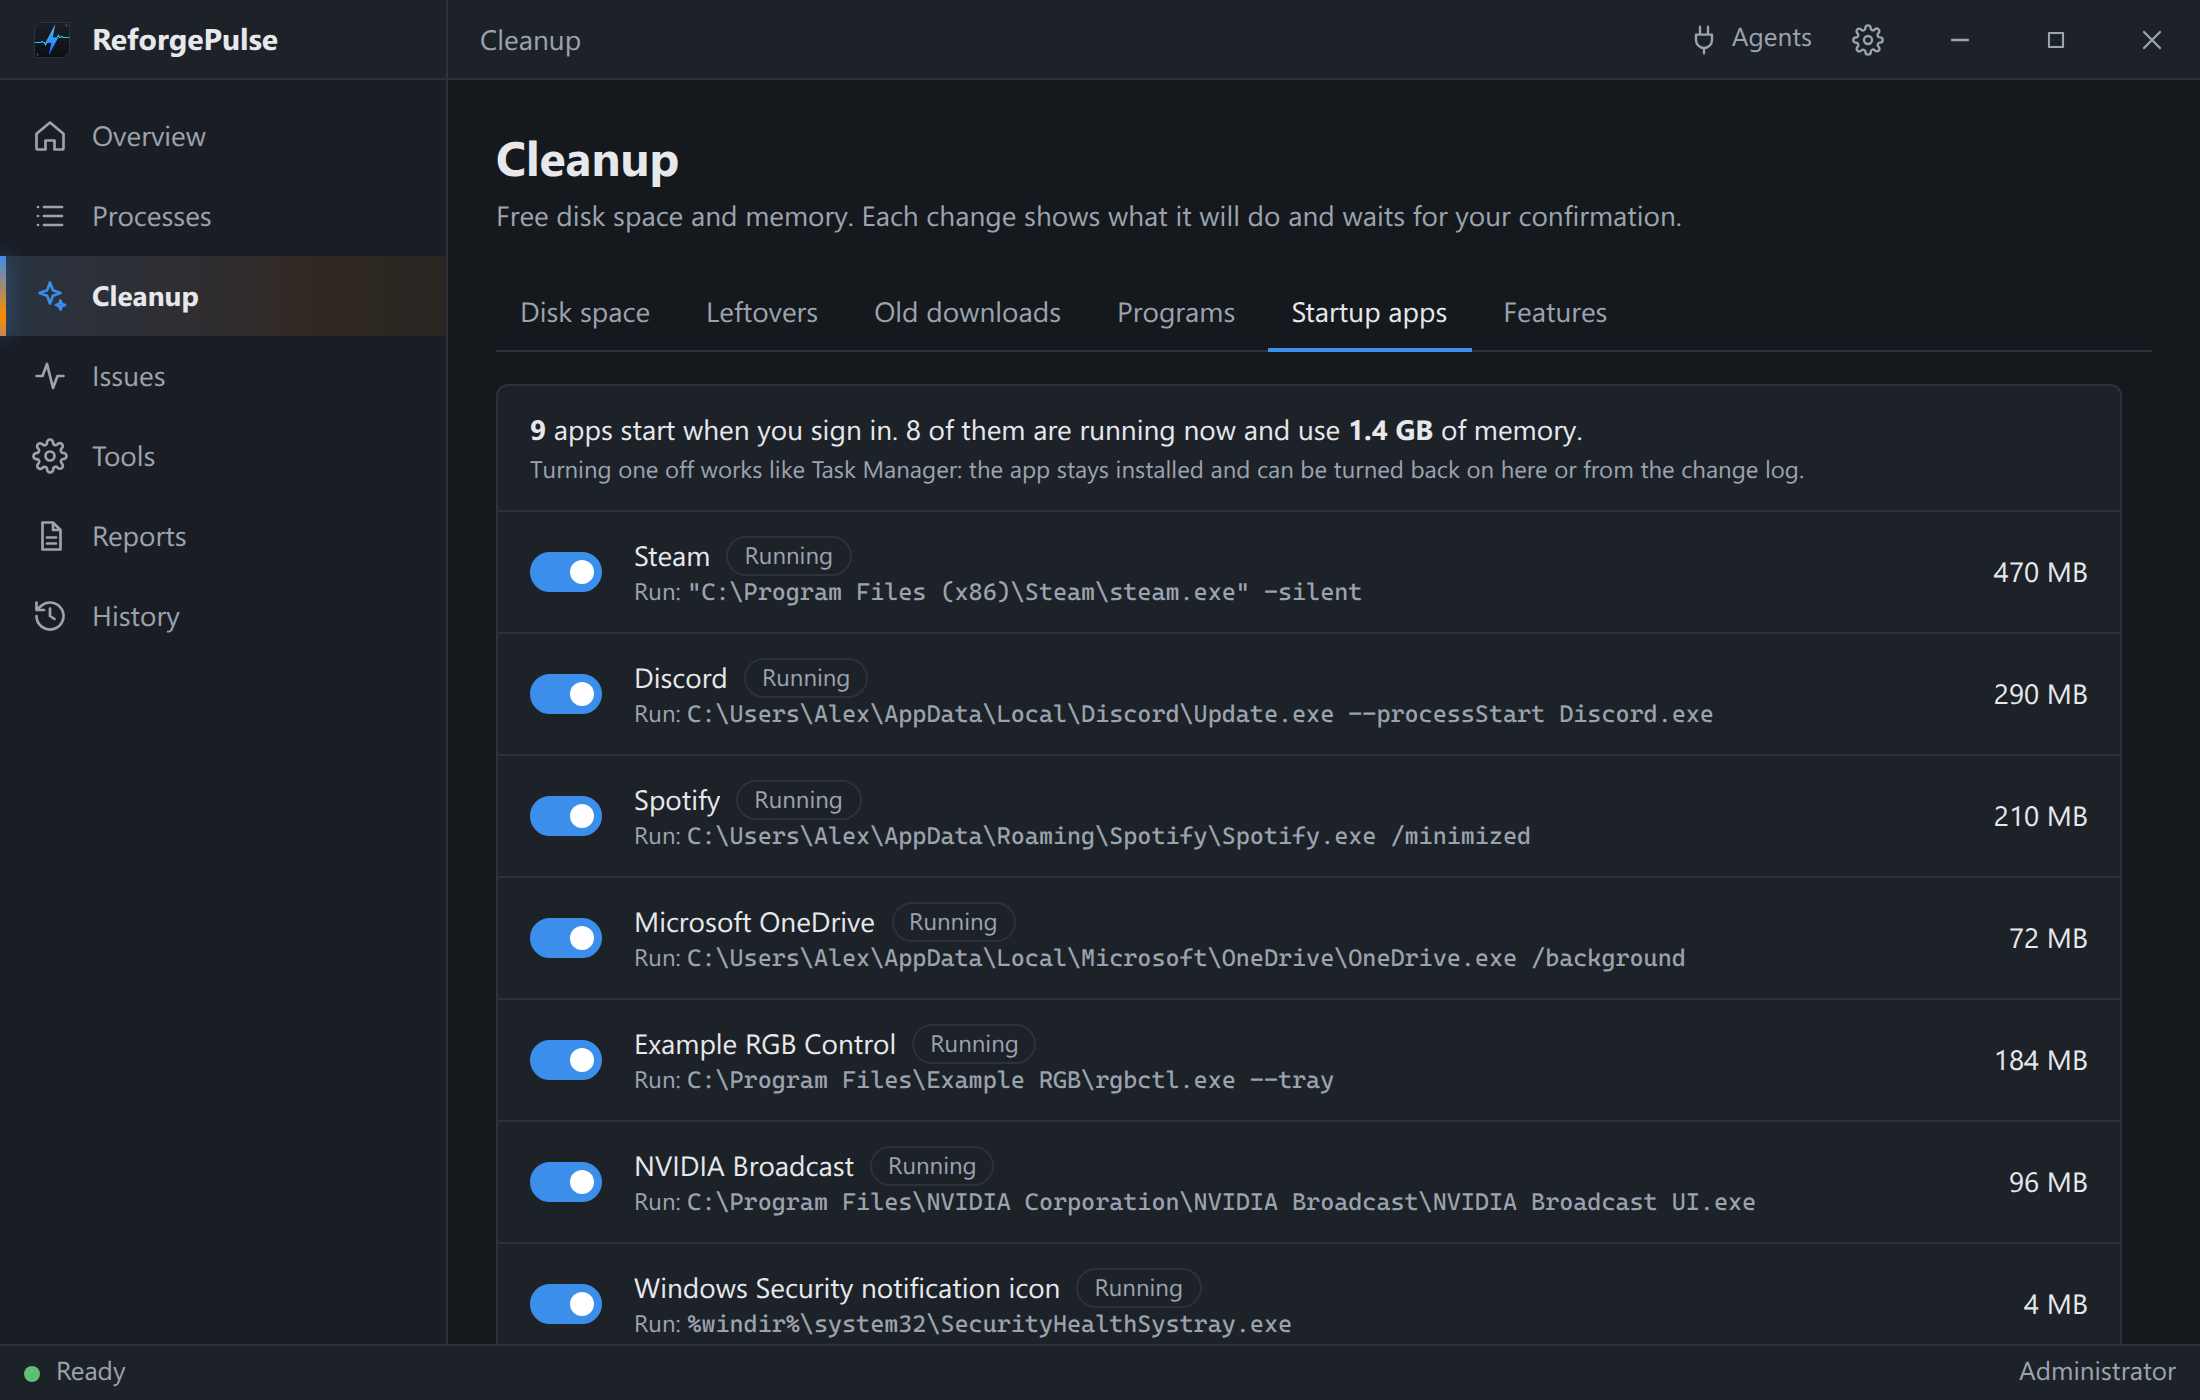 ReforgePulse
Cleanup
Agents
Overview
Processes
Cleanup
Issues
Tools
Reports
History
Cleanup
Free disk space and memory. Each change shows what it will do and waits for your confirmation.
Disk space
Leftovers
Old downloads
Programs
Startup apps
Features
9 apps start when you sign in. 8 of them are running now and use 1.4 GB of memory.
Turning one off works like Task Manager: the app stays installed and can be turned back on here or from the change log.
Steam Running
Run: "C:\Program Files (x86)\Steam\steam.exe" -silent
470 MB
Discord Running
Run: C:\Users\Alex\AppData\Local\Discord\Update.exe --processStart Discord.exe
290 MB
Spotify Running
Run: C:\Users\Alex\AppData\Roaming\Spotify\Spotify.exe /minimized
210 MB
Microsoft OneDrive Running
Run: C:\Users\Alex\AppData\Local\Microsoft\OneDrive\OneDrive.exe /background
72 MB
Example RGB Control Running
Run: C:\Program Files\Example RGB\rgbctl.exe --tray
184 MB
NVIDIA Broadcast Running
Run: C:\Program Files\NVIDIA Corporation\NVIDIA Broadcast\NVIDIA Broadcast UI.exe
96 MB
Windows Security notification icon Running
Run: %windir%\system32\SecurityHealthSystray.exe
4 MB
Ready
Administrator